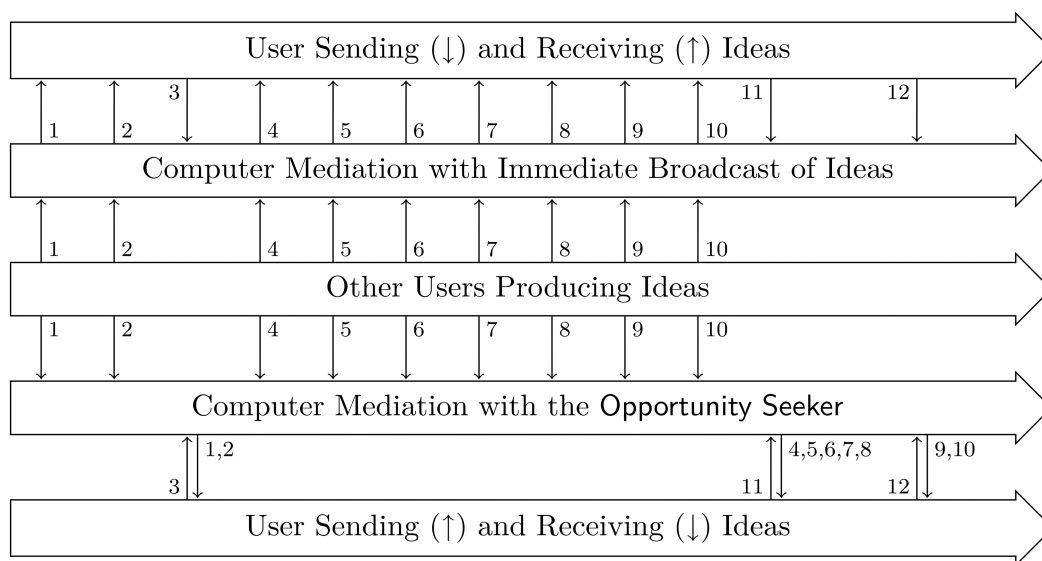 User Sending (↓) and Receiving (↑) Ideas
3 11 12
1 2 4 5 6 7 8 9 10
Computer Mediation with Immediate Broadcast of Ideas
1 2 4 5 6 7 8 9 10
Other Users Producing Ideas
1 2 4 5 6 7 8 9 10
Computer Mediation with the Opportunity Seeker
1,2 4,5,6,7,8 9,10
3 11 12
User Sending (↑) and Receiving (↓) Ideas